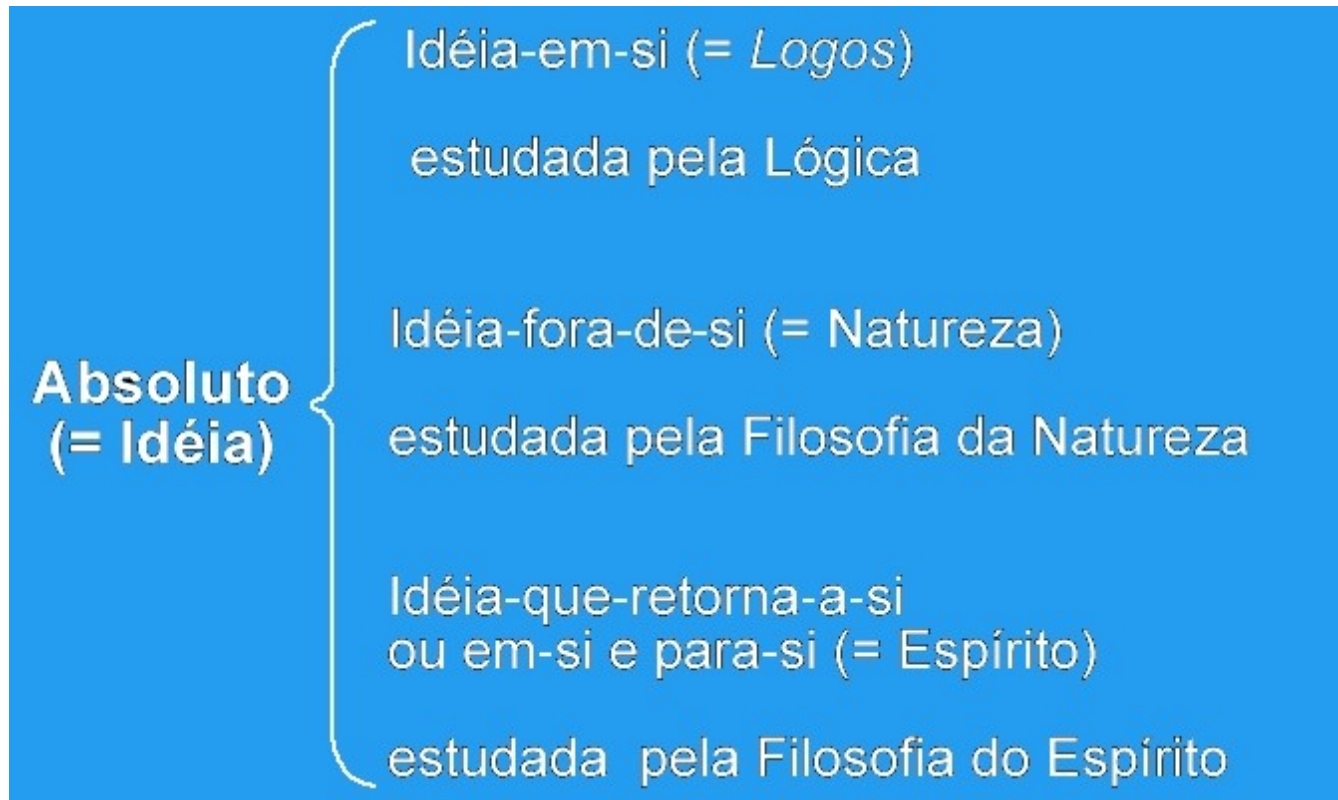 Absoluto
(= Idéia)
Idéia-em-si (= Logos)
estudada pela Lógica
Idéia-fora-de-si (= Natureza)
estudada pela Filosofia da Natureza
Idéia-que-retorna-a-si
ou em-si e para-si (= Espírito)
estudada pela Filosofia do Espírito